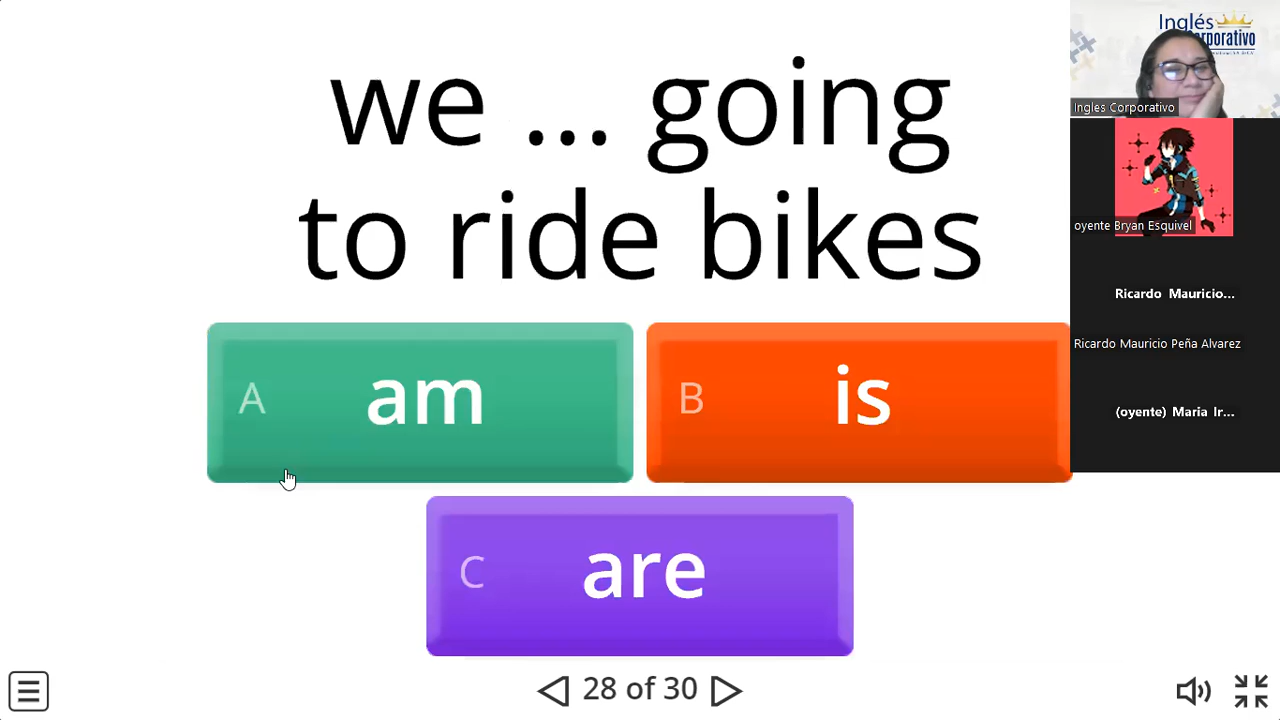 we ... going
to ride bikes
A am
B is
C are
28 of 30
Inglés
Corporativo
Ingles Corporativo
oyente Bryan Esquivel
Ricardo Mauricio...
Ricardo Mauricio Peña Alvarez
(oyente) Maria Ir...